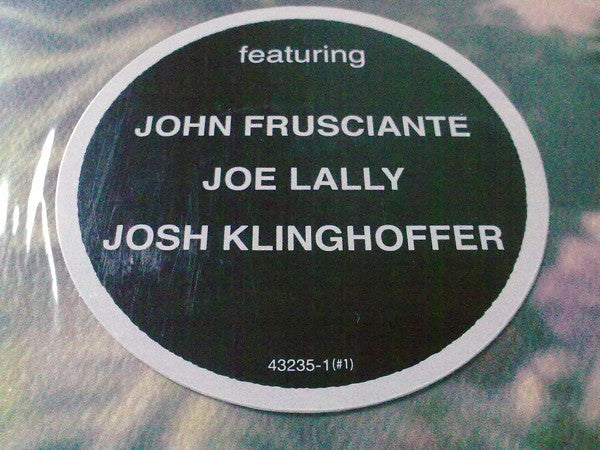 featuring
JOHN FRUSCIANTE
JOE LALLY
JOSH KLINGHOFFER
43235-1(#1)